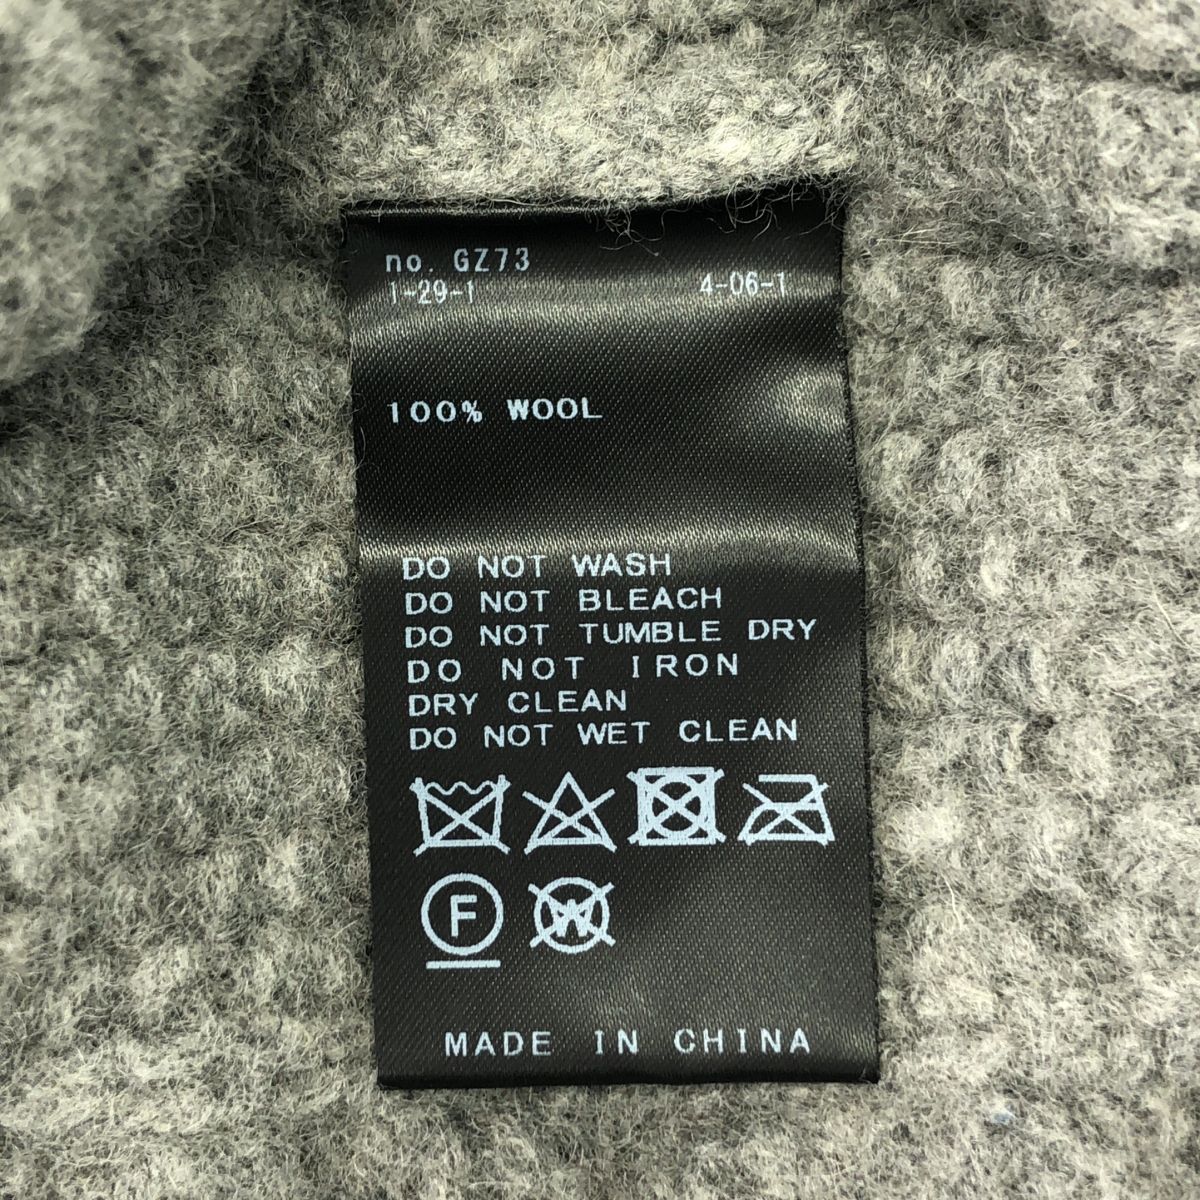 no. GZ73
1-29-1 4-06-1
100% WOOL
DO NOT WASH
DO NOT BLEACH
DO NOT TUMBLE DRY
DO NOT IRON
DRY CLEAN
DO NOT WET CLEAN
F W
MADE IN CHINA